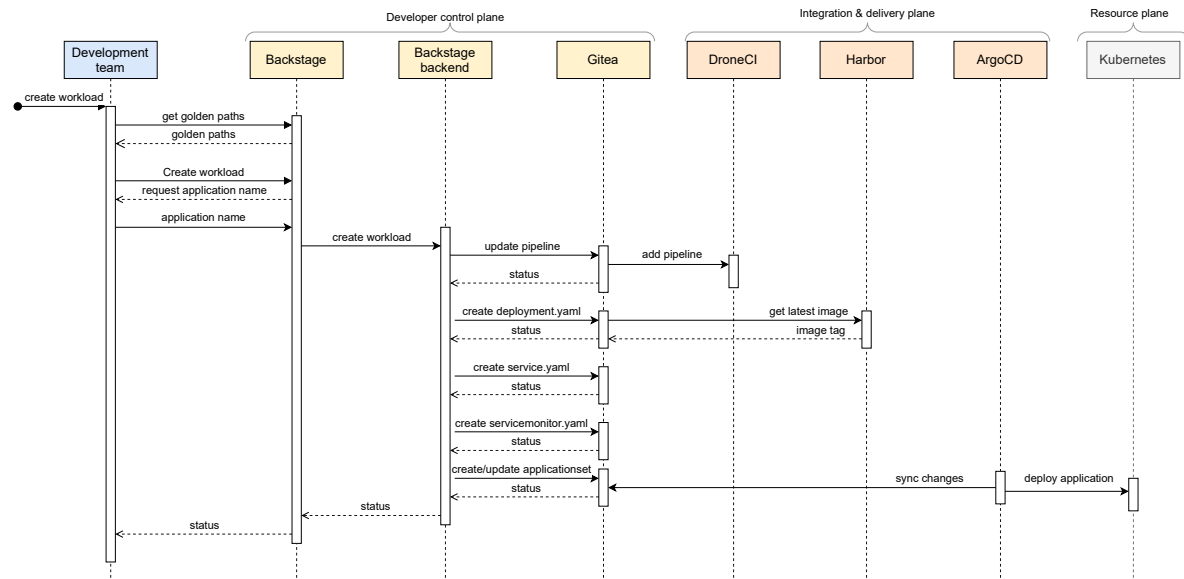 Developer control plane
Integration & delivery plane
Resource plane
Development
team
Backstage
Backstage
backend
Gitea
DroneCI
Harbor
ArgoCD
Kubernetes
create workload
get golden paths
golden paths
Create workload
request application name
application name
create workload
update pipeline
add pipeline
status
create deployment.yaml
get latest image
status
image tag
create service.yaml
status
create servicemonitor.yaml
status
create/update applicationset
sync changes
deploy application
status
status
status